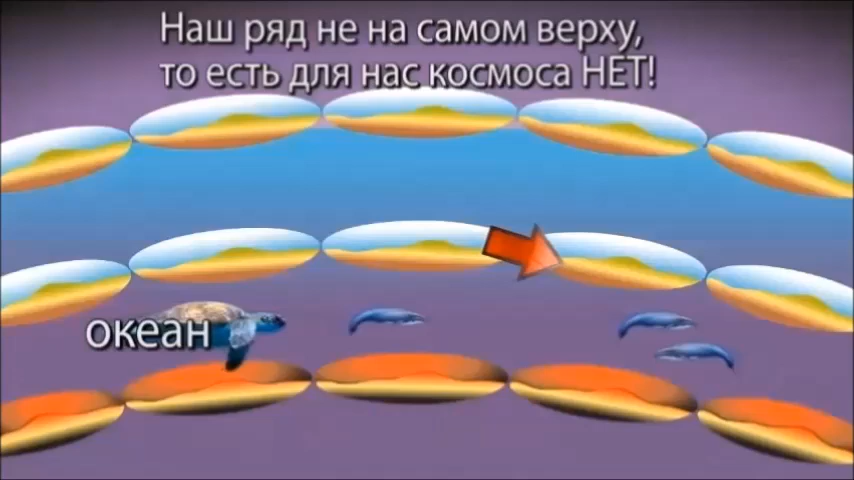 Наш ряд не на самом верху,
то есть для нас космоса НЕТ!
океан